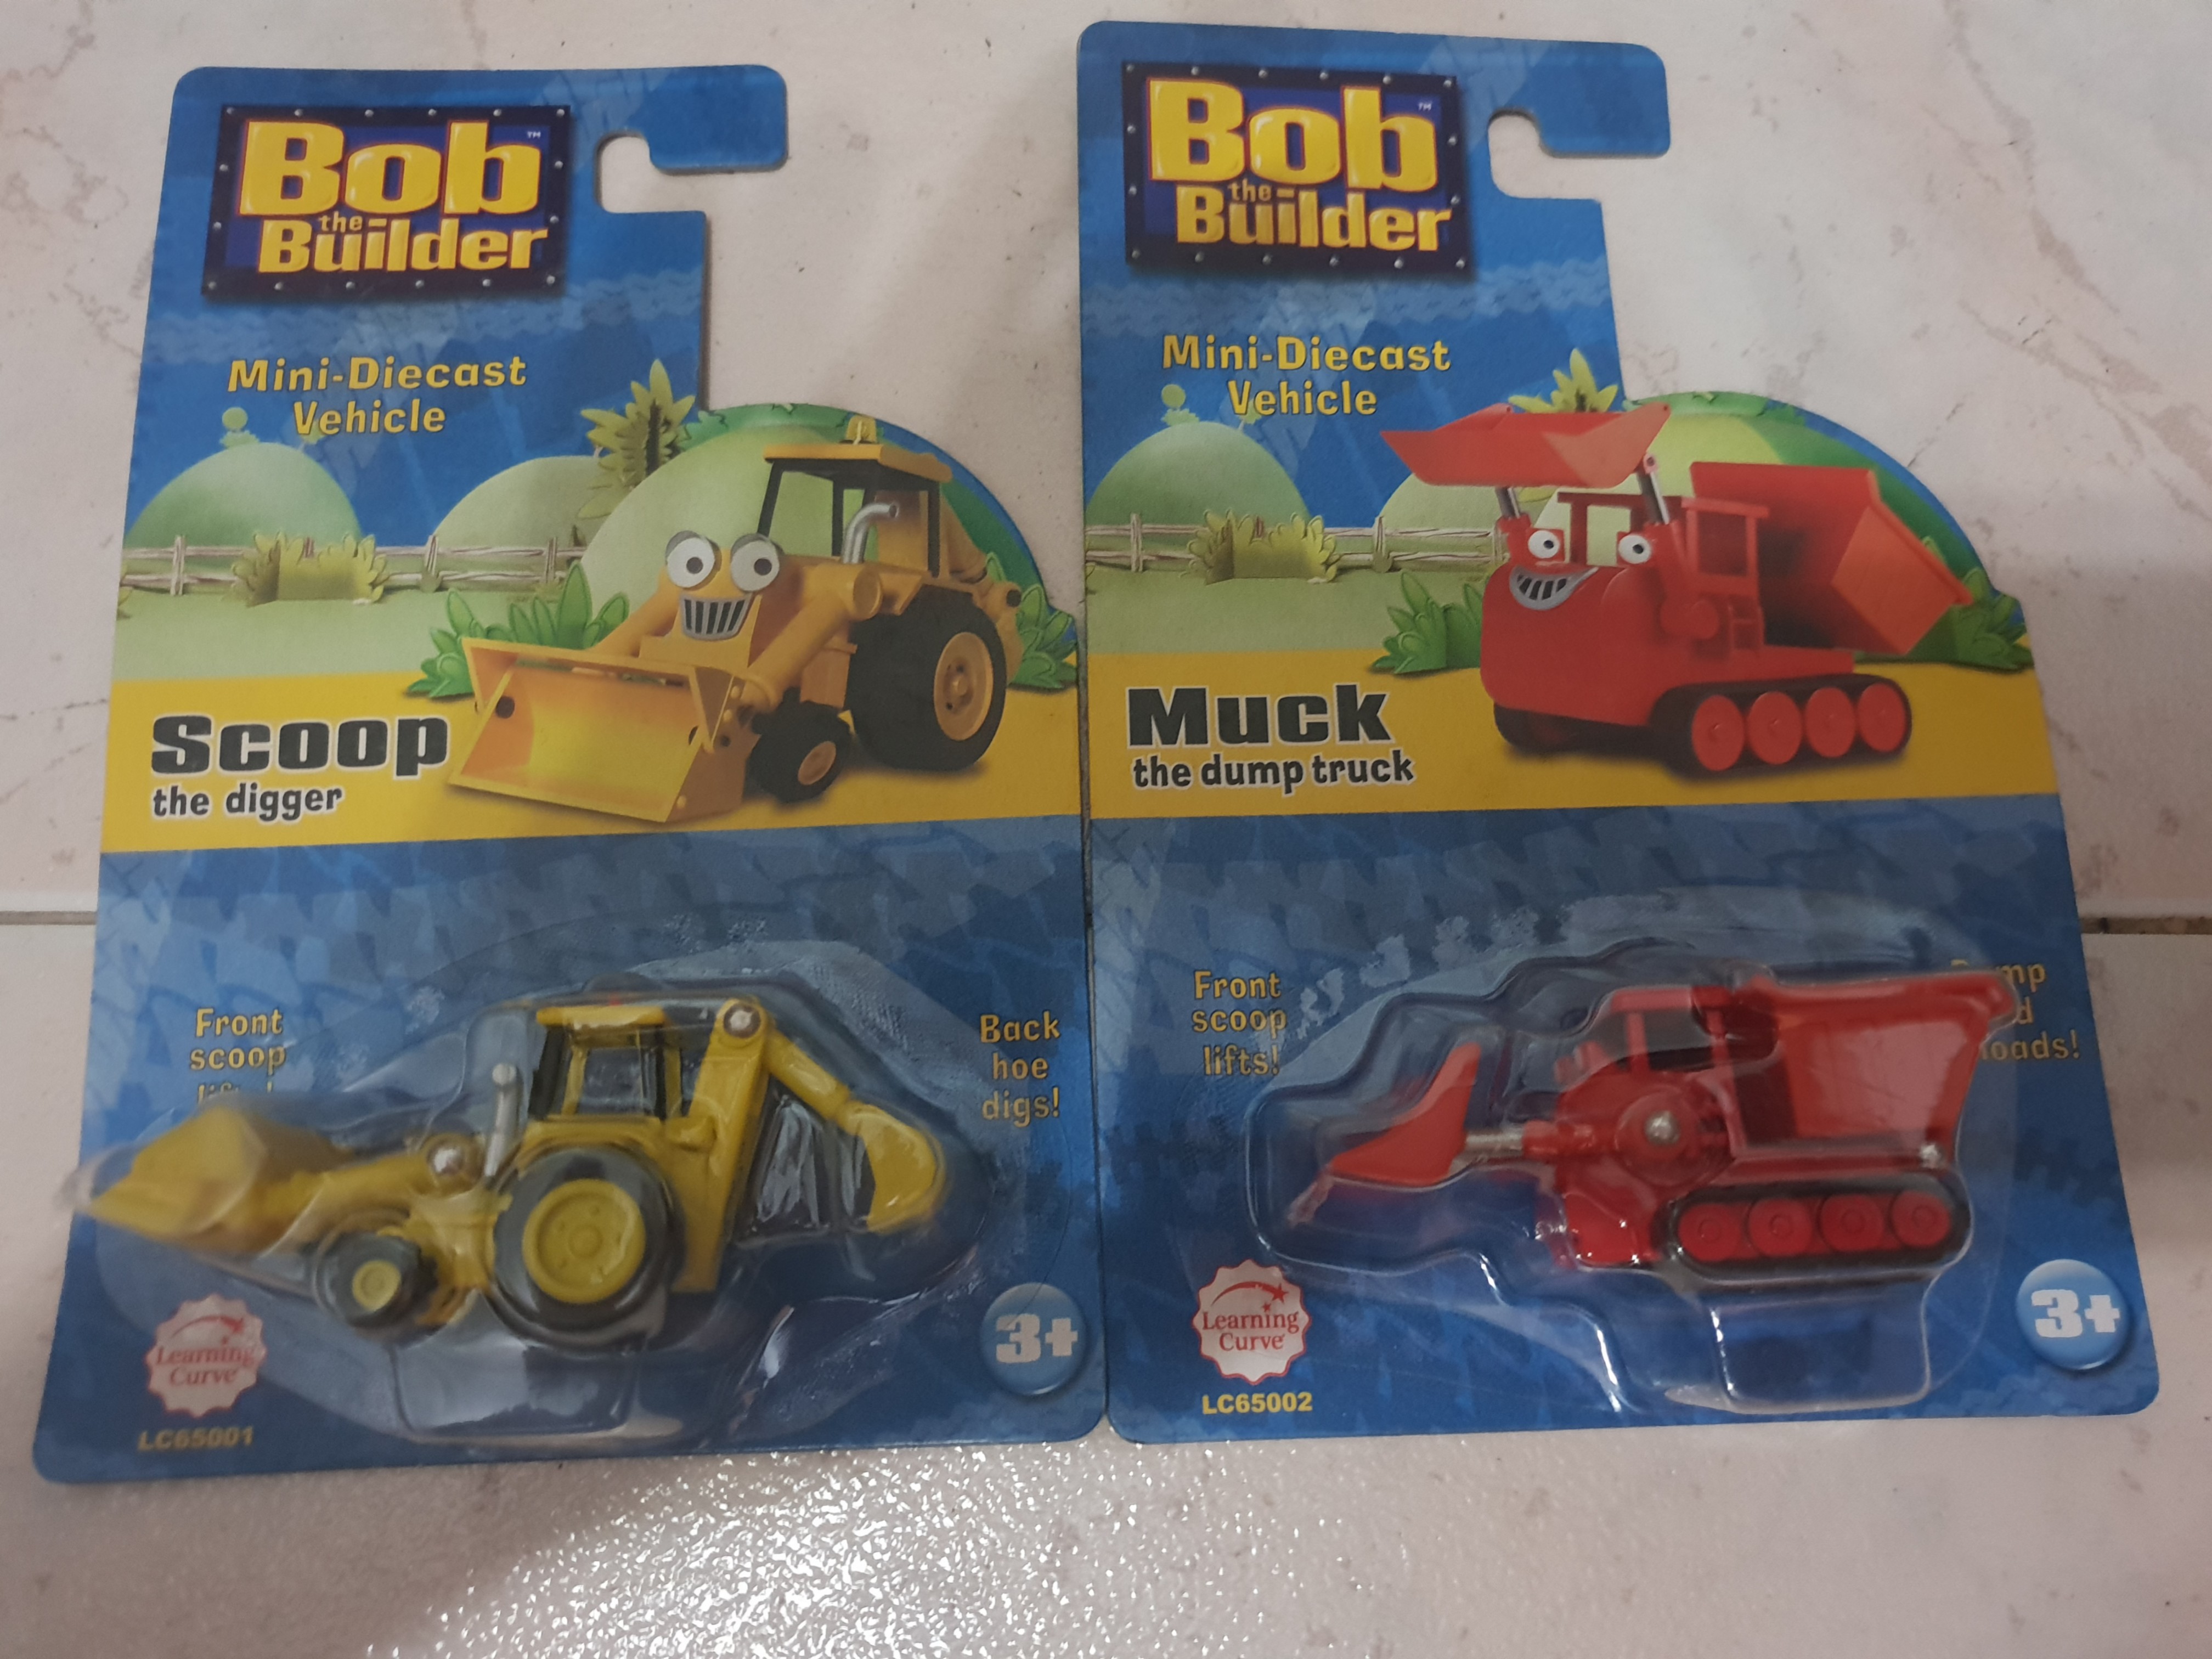 Bob
the
Builder
TM
Mini-Diecast
Vehicle
Scoop
the digger
Front
scoop
Back
hoe
digs!
Learning
Curve
LC65001
3+
Bob
the
Builder
TM
Mini-Diecast
Vehicle
Muck
the dump truck
Front
scoop
lifts!
Learning
Curve
LC65002
3+